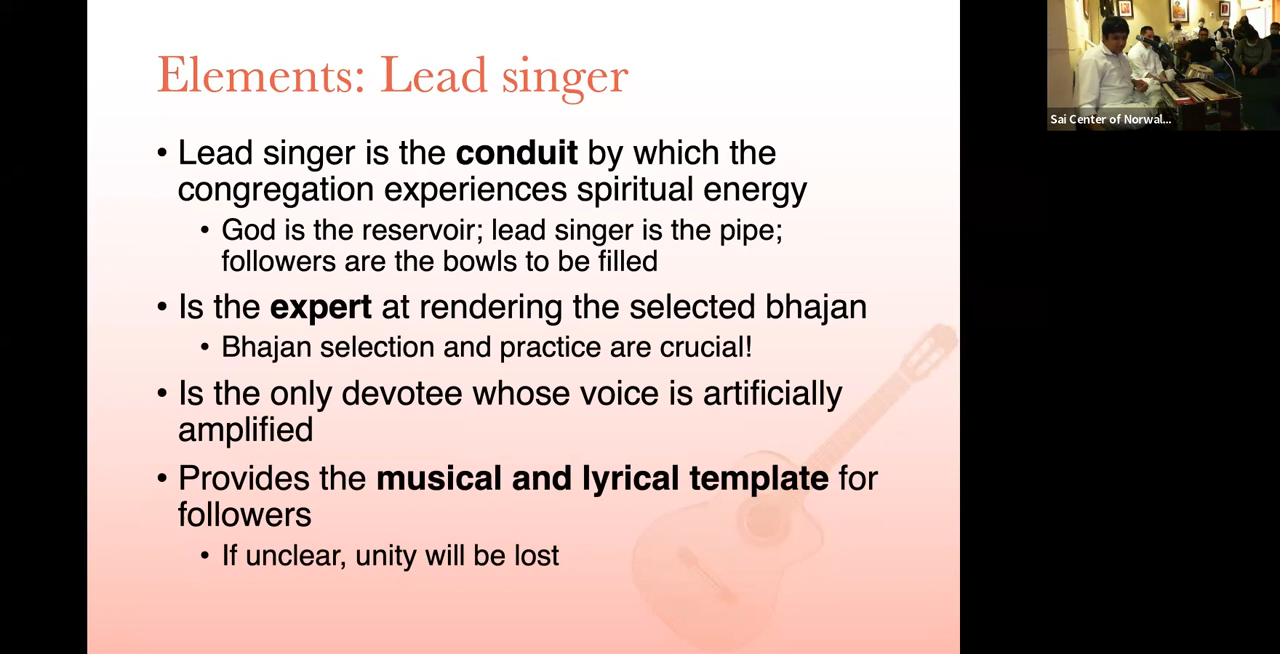 Elements: Lead singer
• Lead singer is the conduit by which the
congregation experiences spiritual energy
• God is the reservoir; lead singer is the pipe;
followers are the bowls to be filled
• Is the expert at rendering the selected bhajan
• Bhajan selection and practice are crucial!
• Is the only devotee whose voice is artificially
amplified
• Provides the musical and lyrical template for
followers
• If unclear, unity will be lost
Sai Center of Norwal...